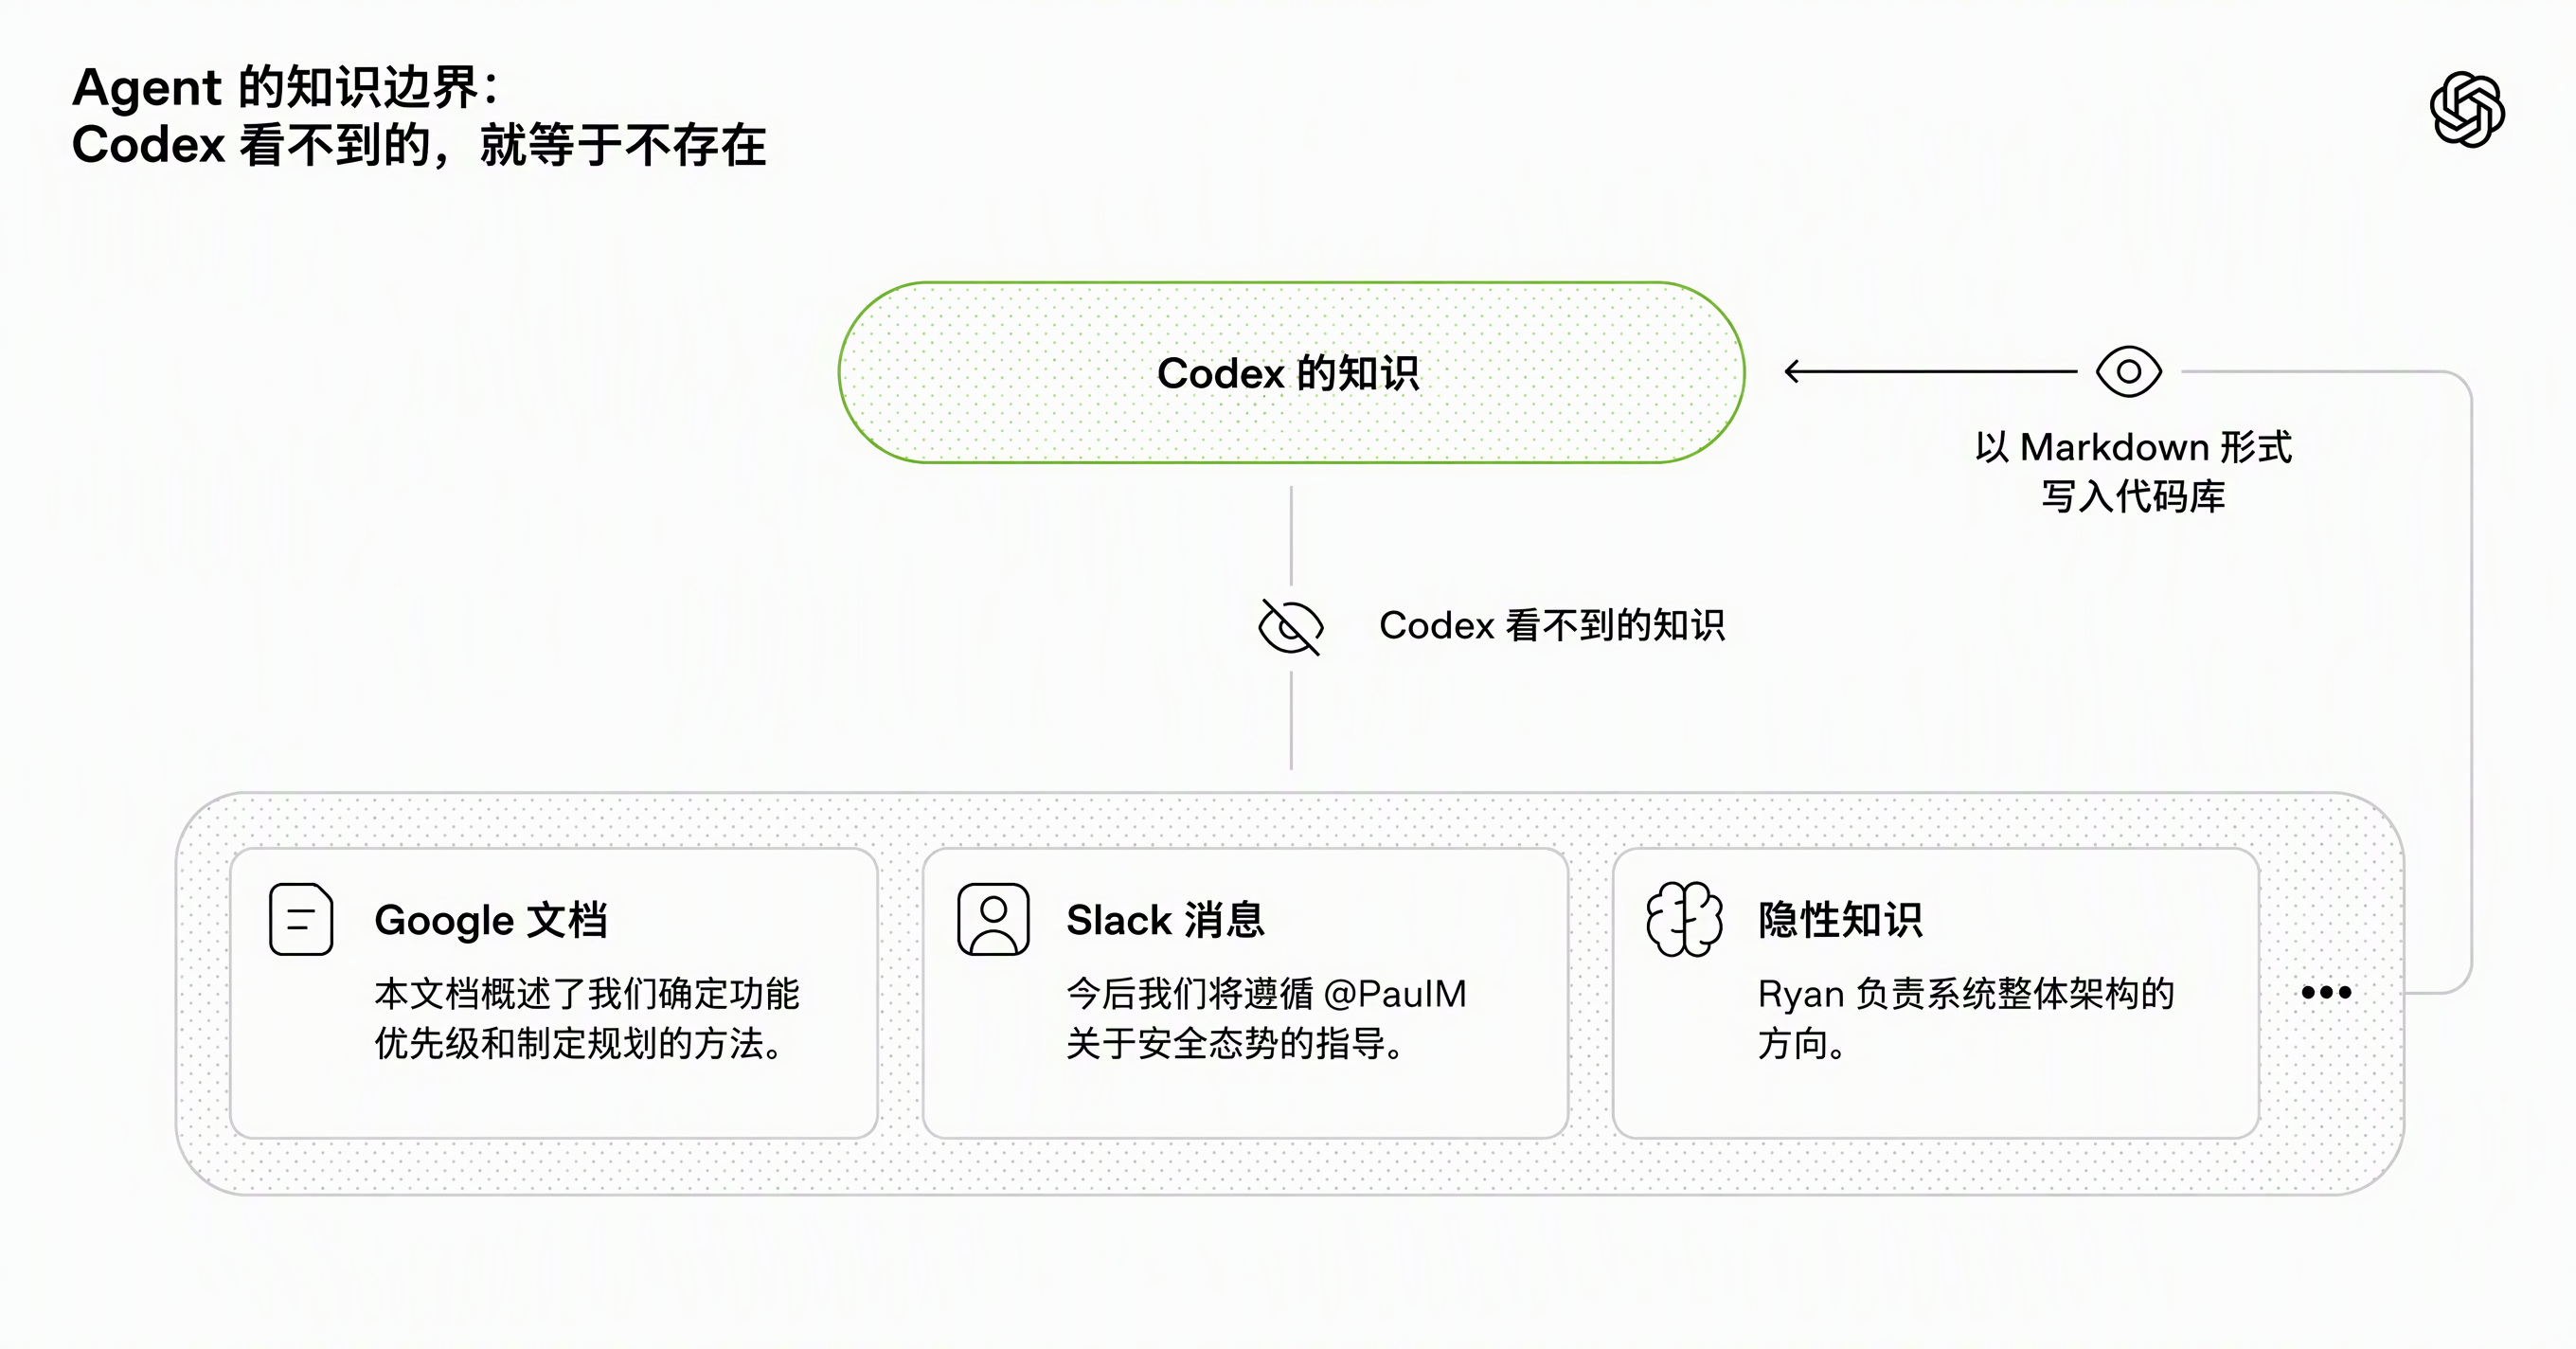 Agent 的知识边界：
Codex 看不到的，就等于不存在
Codex 的知识
以 Markdown 形式
写入代码库
Codex 看不到的知识
Google 文档
本文档概述了我们确定功能
优先级和制定规划的方法。
Slack 消息
今后我们将遵循 @PaulM
关于安全态势的指导。
隐性知识
Ryan 负责系统整体架构的
方向。
•••